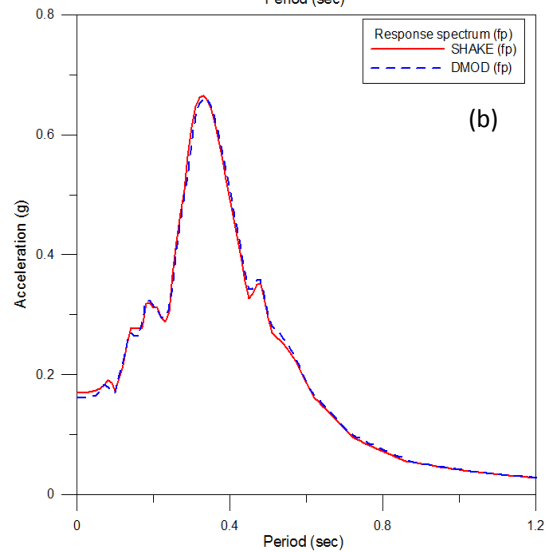 Period (sec)
0.8
Response spectrum (fp)
SHAKE (fp)
DMOD (fp)
(b)
0.6
Acceleration (g)
0.4
0.2
0
0
0.4
0.8
1.2
Period (sec)